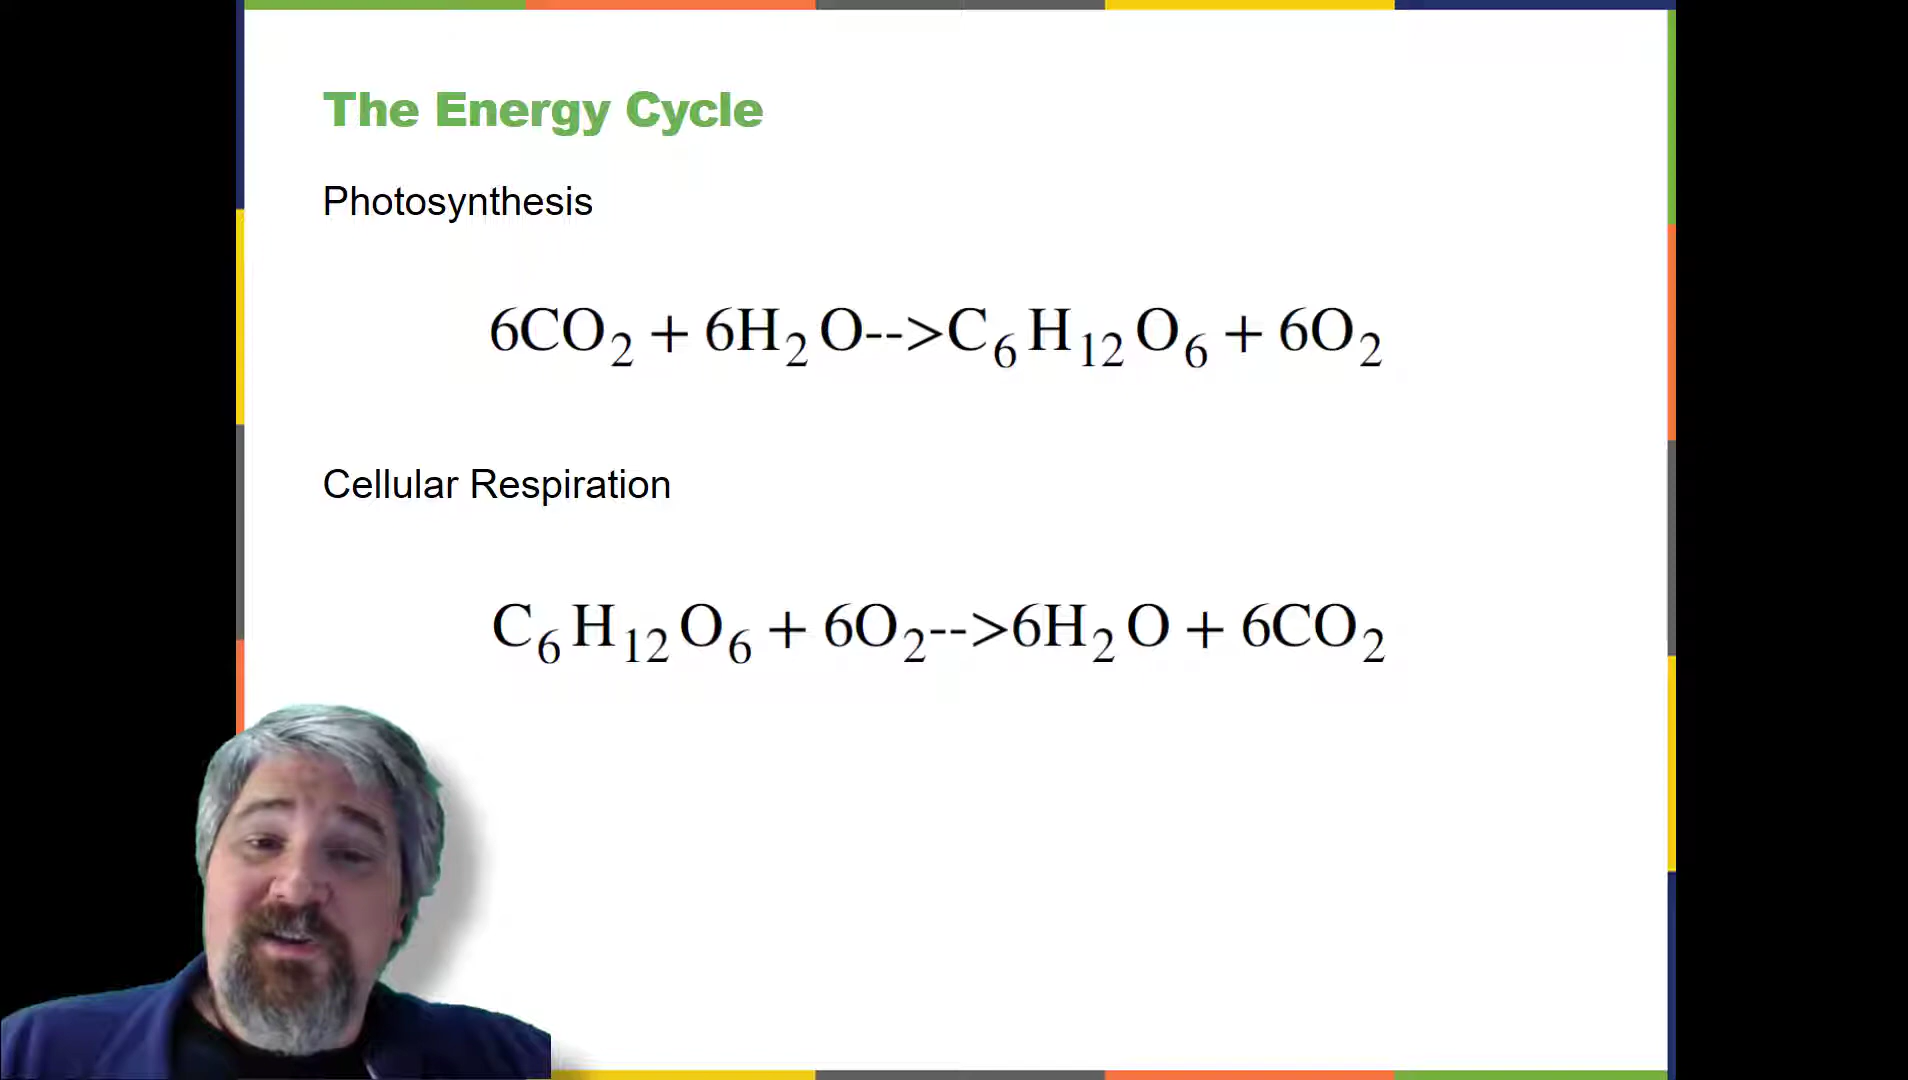 The Energy Cycle
Photosynthesis
6CO₂ + 6H₂O-->C₆H₁₂O₆ + 6O₂
Cellular Respiration
C₆H₁₂O₆ + 6O₂-->6H₂O + 6CO₂